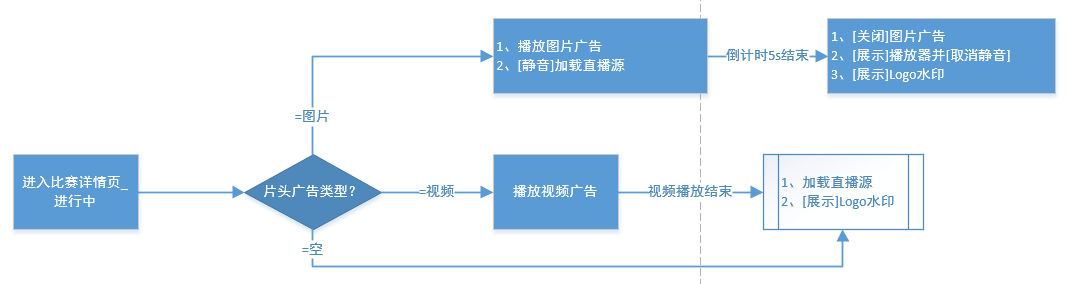 1、播放图片广告
2、[静音]加载直播源
倒计时5s结束
1、[关闭]图片广告
2、[展示]播放器并[取消静音]
3、[展示]Logo水印
=图片
进入比赛详情页_
进行中
片头广告类型？
=视频
播放视频广告
视频播放结束
1、加载直播源
2、[展示]Logo水印
=空